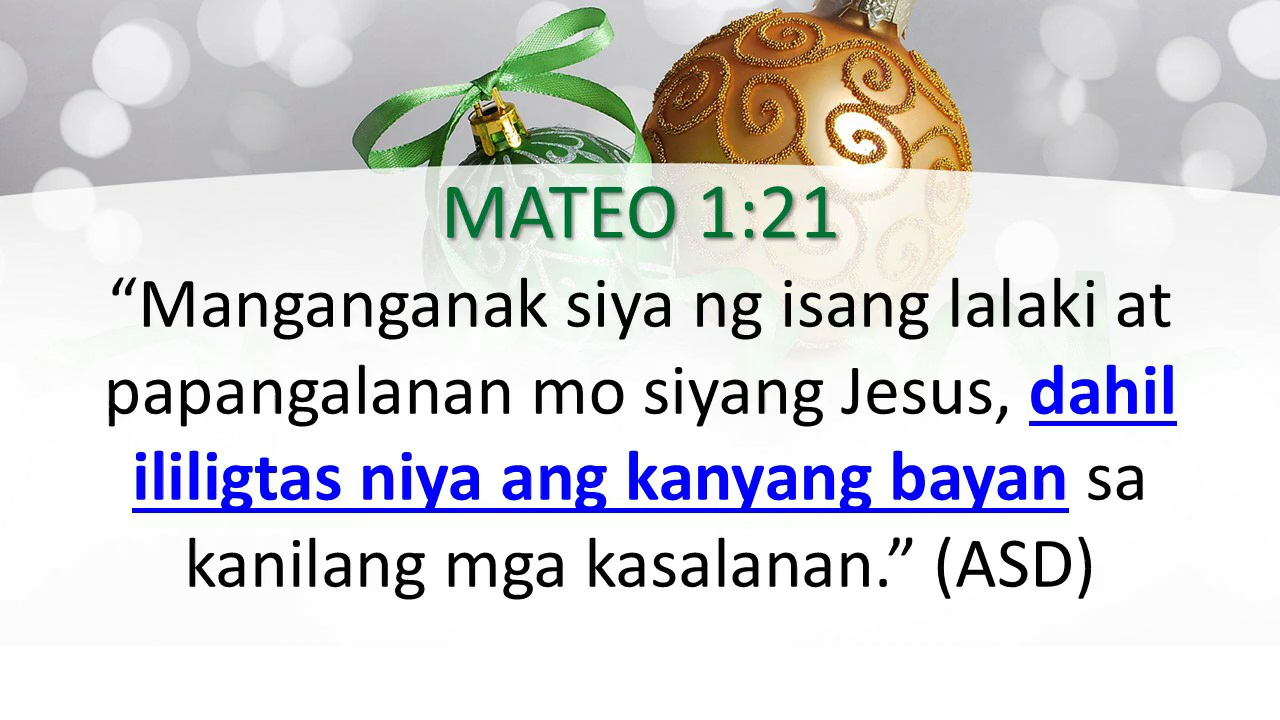 MATEO 1:21
“Manganganak siya ng isang lalaki at
papangalanan mo siyang Jesus, dahil
ililigtas niya ang kanyang bayan sa
kanilang mga kasalanan.” (ASD)